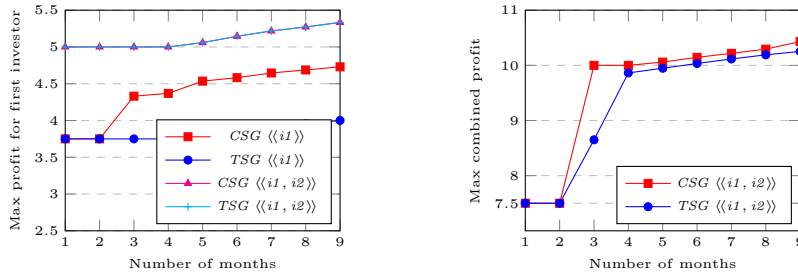 Max profit for first investor
5.5
5
4.5
4
3.5
3
2.5
1 2 3 4 5 6 7 8 9
Number of months
CSG ⟨⟨i1⟩⟩
TSG ⟨⟨i1⟩⟩
CSG ⟨⟨i1, i2⟩⟩
TSG ⟨⟨i1, i2⟩⟩
Max combined profit
11
10
9
8
7.5
1 2 3 4 5 6 7 8 9
Number of months
CSG ⟨⟨i1, i2⟩⟩
TSG ⟨⟨i1, i2⟩⟩